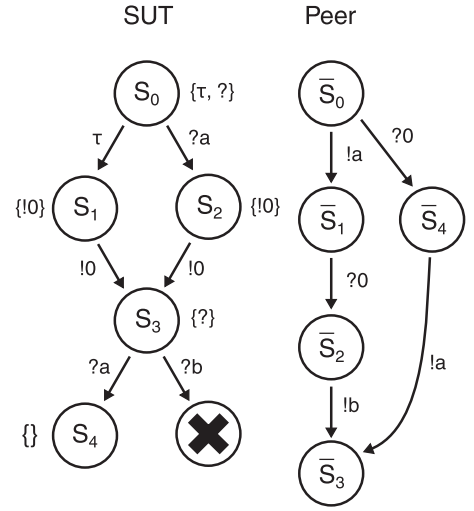 SUT Peer
S₀ {τ, ?} S̅₀
τ ?a !a ?0
{!0} S₁ S₂ {!0} S̅₁ S̅₄
!0 !0 ?0
S₃ {?} S̅₂
?a ?b !b !a
{} S₄ S̅₃